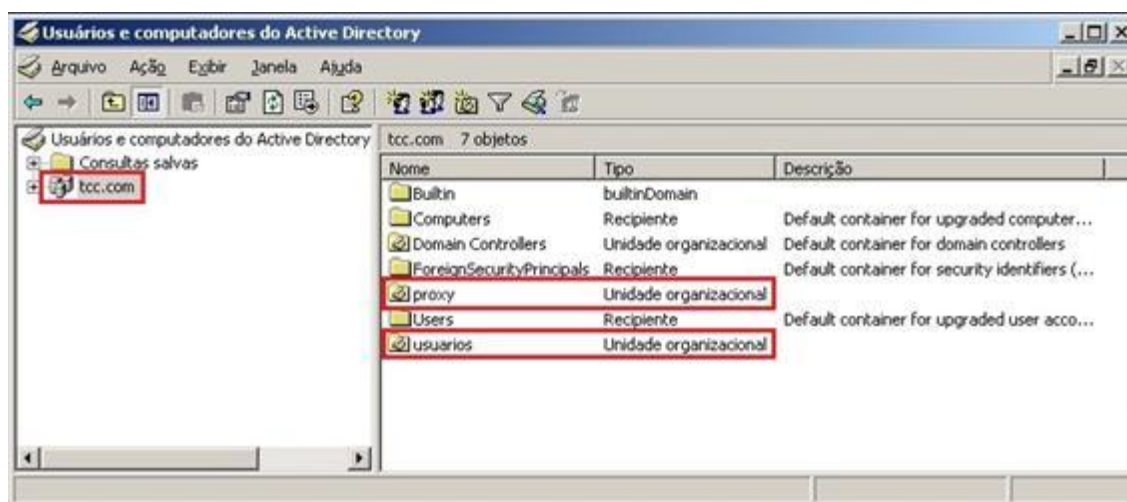 Usuários e computadores do Active Directory
Arquivo Ação Exibir Janela Ajuda
Usuários e computadores do Active Directory
Consultas salvas
tcc.com
tcc.com 7 objetos
Nome Tipo Descrição
Builtin builtinDomain
Computers Recipiente Default container for upgraded computer...
Domain Controllers Unidade organizacional Default container for domain controllers
ForeignSecurityPrincipals Recipiente Default container for security identifiers (...
proxy Unidade organizacional
Users Recipiente Default container for upgraded user acco...
usuarios Unidade organizacional